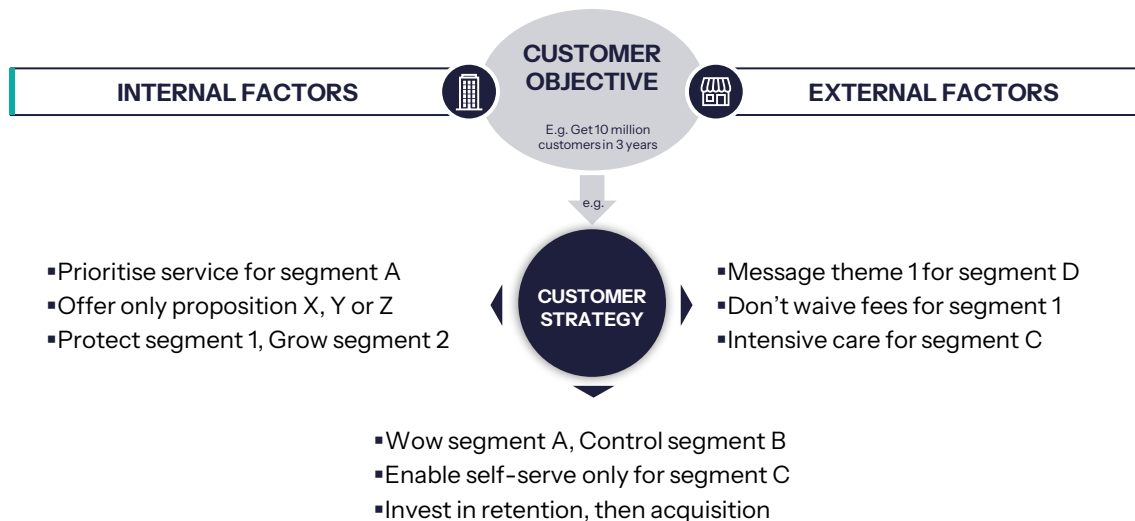 CUSTOMER
OBJECTIVE
INTERNAL FACTORS
EXTERNAL FACTORS
E.g. Get 10 million
customers in 3 years
e.g.
▪Prioritise service for segment A
▪Offer only proposition X, Y or Z
▪Protect segment 1, Grow segment 2
CUSTOMER
STRATEGY
▪Message theme 1 for segment D
▪Don’t waive fees for segment 1
▪Intensive care for segment C
▪Wow segment A, Control segment B
▪Enable self-serve only for segment C
▪Invest in retention, then acquisition